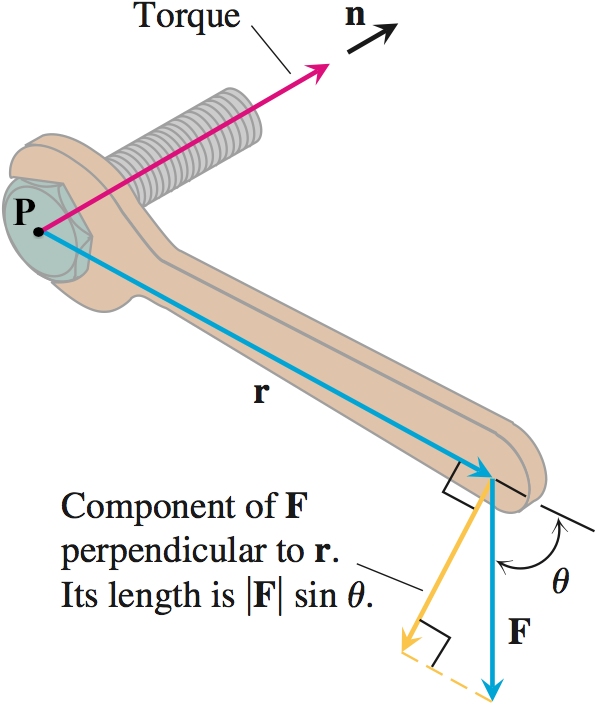 Torque
n
P
r
Component of F
perpendicular to r.
Its length is |F| sin θ.
θ
F